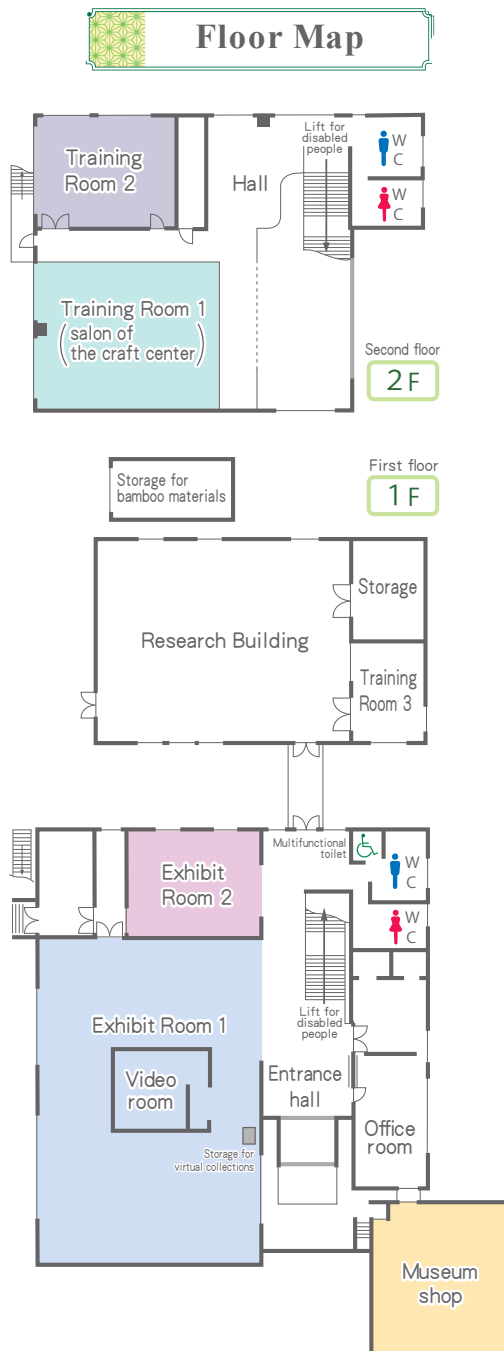 Floor Map
Training
Room 2
Hall
Lift for
disabled
people
W
C
W
C
Training Room 1
(salon of
the craft center)
Second floor
2F
First floor
1F
Storage for
bamboo materials
Research Building
Storage
Training
Room 3
Multifunctional
toilet
W
C
W
C
Exhibit
Room 2
Exhibit Room 1
Lift for
disabled
people
Video
room
Entrance
hall
Office
room
Storage for
virtual collections
Museum
shop